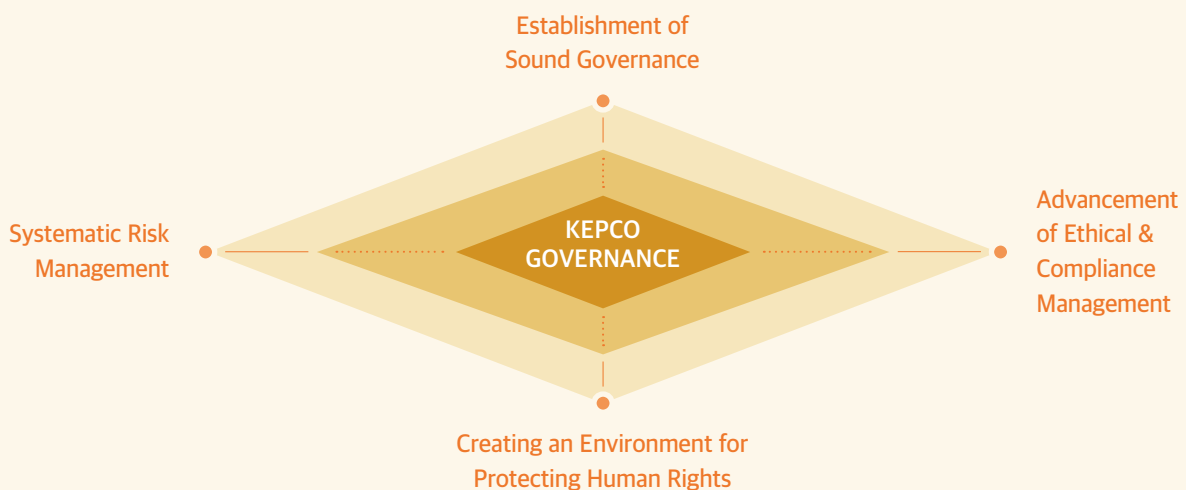 Establishment of
Sound Governance
Systematic Risk
Management
KEPCO
GOVERNANCE
Advancement
of Ethical &
Compliance
Management
Creating an Environment for
Protecting Human Rights